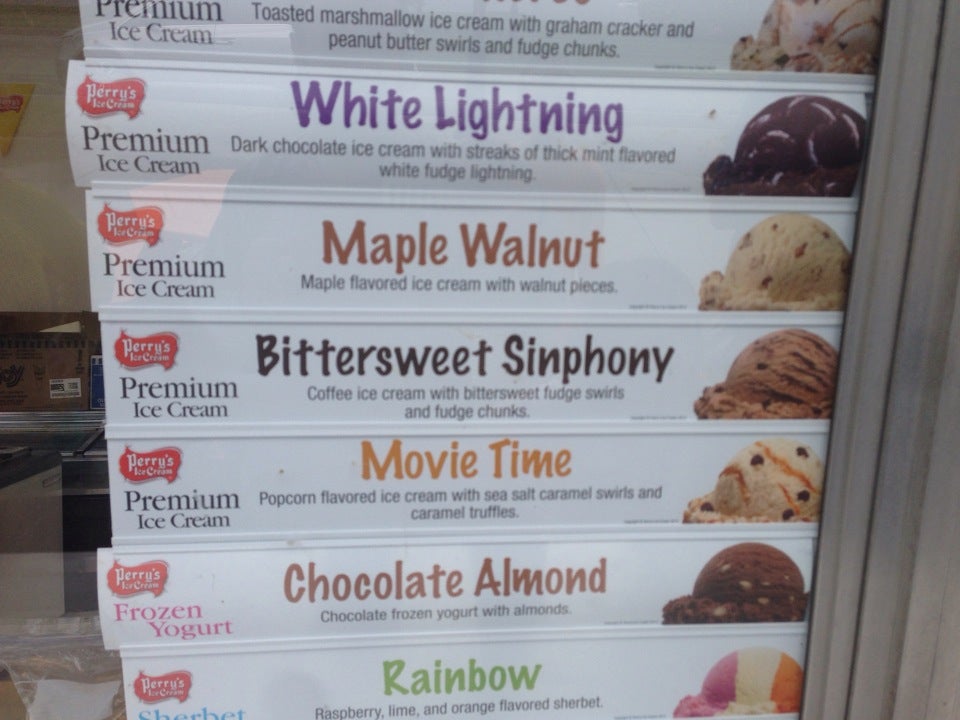 Premium
Ice Cream
Toasted marshmallow ice cream with graham cracker and
peanut butter swirls and fudge chunks.
Perry's
Ice Cream
Premium
Ice Cream
White Lightning
Dark chocolate ice cream with streaks of thick mint flavored
white fudge lightning.
Perry's
Ice Cream
Premium
Ice Cream
Maple Walnut
Maple flavored ice cream with walnut pieces.
Perry's
Ice Cream
Premium
Ice Cream
Bittersweet Sinphony
Coffee ice cream with bittersweet fudge swirls
and fudge chunks.
Perry's
Ice Cream
Premium
Ice Cream
Movie Time
Popcorn flavored ice cream with sea salt caramel swirls and
caramel truffles.
Perry's
Ice Cream
Frozen
Yogurt
Chocolate Almond
Chocolate frozen yogurt with almonds.
Perry's
Ice Cream
Sherbet
Rainbow
Raspberry, lime, and orange flavored sherbet.